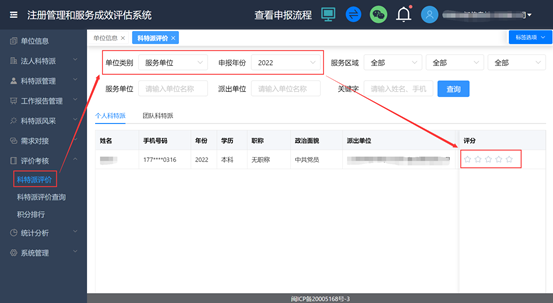 注册管理和服务成效评估系统 查看申报流程
单位信息
法人科特派
科特派管理
工作报告管理
科特派风采
需求对接
评价考核
科特派评价
科特派评价查询
积分排行
统计分析
系统管理
单位信息 × 科特派评价 × 标签选项
单位类别 服务单位 申报年份 2022 服务区域 全部 全部 全部
服务单位 请输入单位名称 派出单位 请输入单位名称 关键字 请输入姓名、手机 查询
个人科特派 团队科特派
姓名 手机号码 年份 学历 职称 政治面貌 派出单位 评分
177****0316 2022 本科 无职称 中共党员
闽ICP备20005168号-3